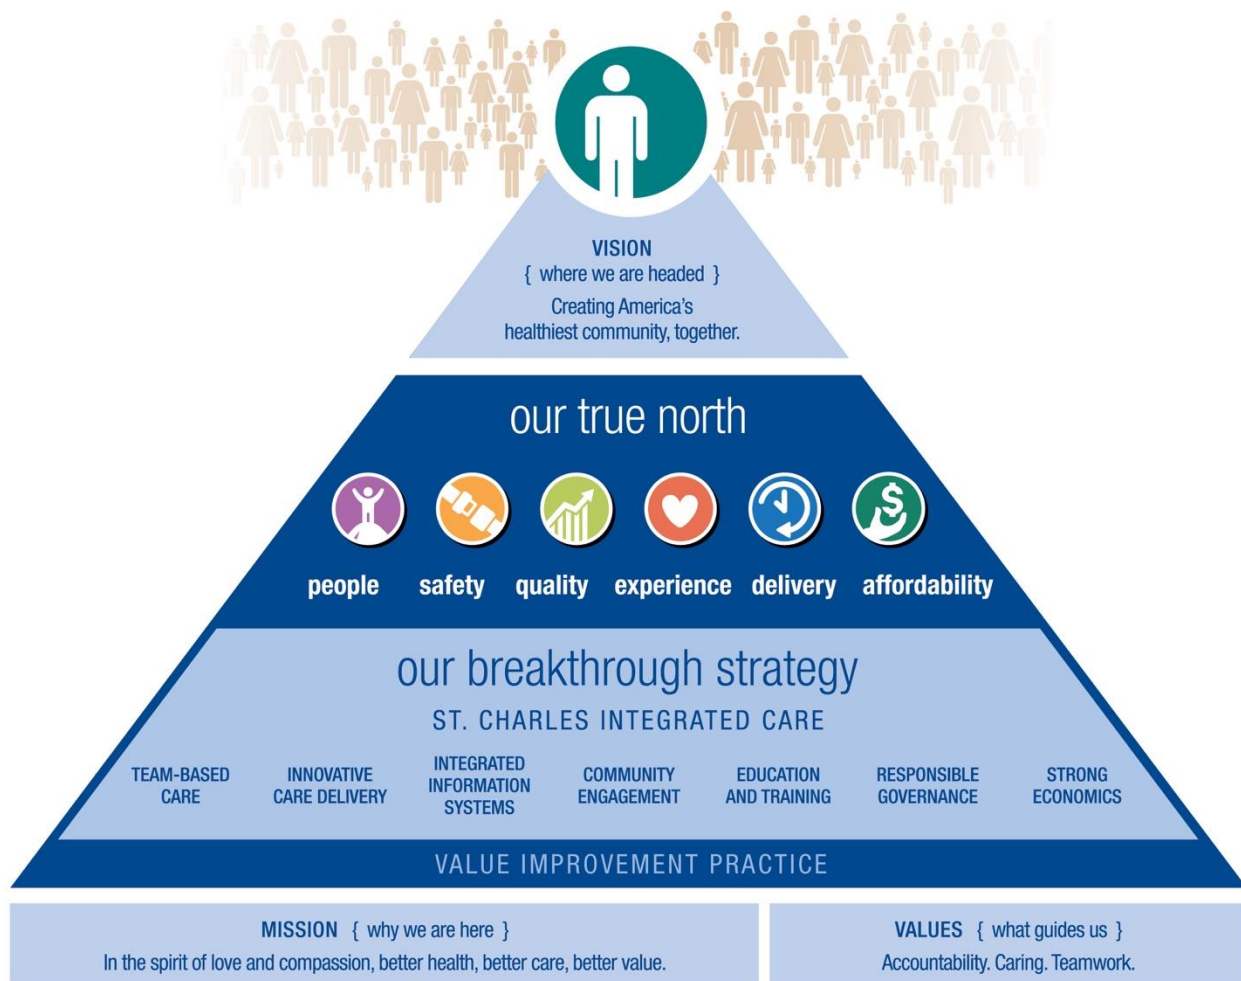 VISION
{ where we are headed }
Creating America's
healthiest community, together.
our true north
people safety quality experience delivery affordability
our breakthrough strategy
ST. CHARLES INTEGRATED CARE
TEAM-BASED
CARE
INNOVATIVE
CARE DELIVERY
INTEGRATED
INFORMATION
SYSTEMS
COMMUNITY
ENGAGEMENT
EDUCATION
AND TRAINING
RESPONSIBLE
GOVERNANCE
STRONG
ECONOMICS
VALUE IMPROVEMENT PRACTICE
MISSION { why we are here }
In the spirit of love and compassion, better health, better care, better value.
VALUES { what guides us }
Accountability. Caring. Teamwork.